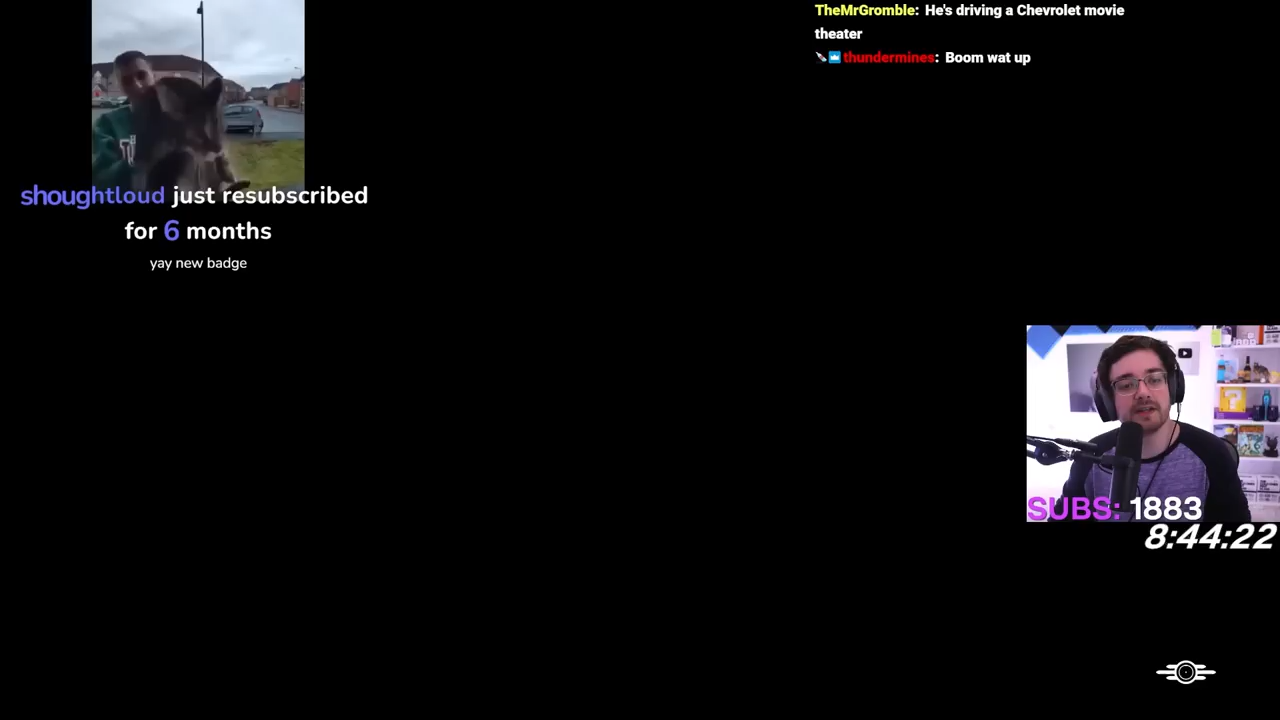 TheMrGromble: He's driving a Chevrolet movie
theater
thundermines: Boom wat up
shoughtloud just resubscribed
for 6 months
yay new badge
SUBS: 1883
8:44:22